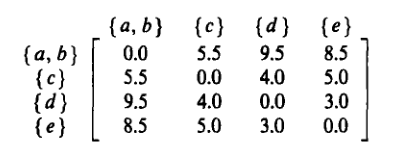 {a, b} {c} {d} {e}
{a, b} 0.0 5.5 9.5 8.5
{c} 5.5 0.0 4.0 5.0
{d} 9.5 4.0 0.0 3.0
{e} 8.5 5.0 3.0 0.0